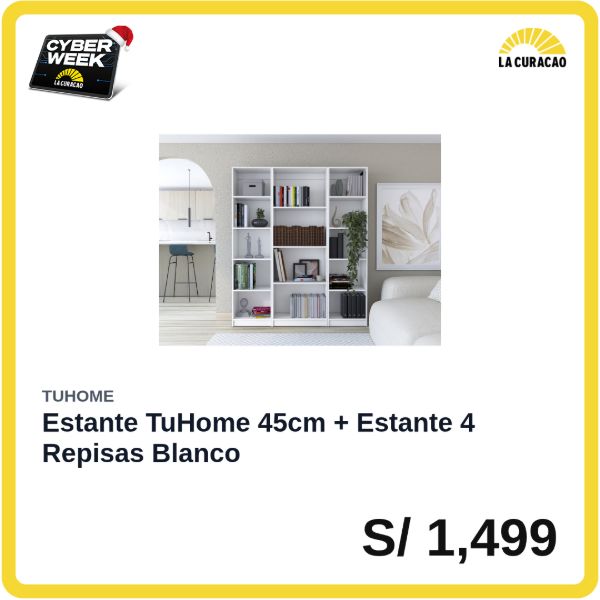 CYBER
WEEK
LA CURACAO
LA CURACAO
TUHOME
Estante TuHome 45cm + Estante 4
Repisas Blanco
S/ 1,499